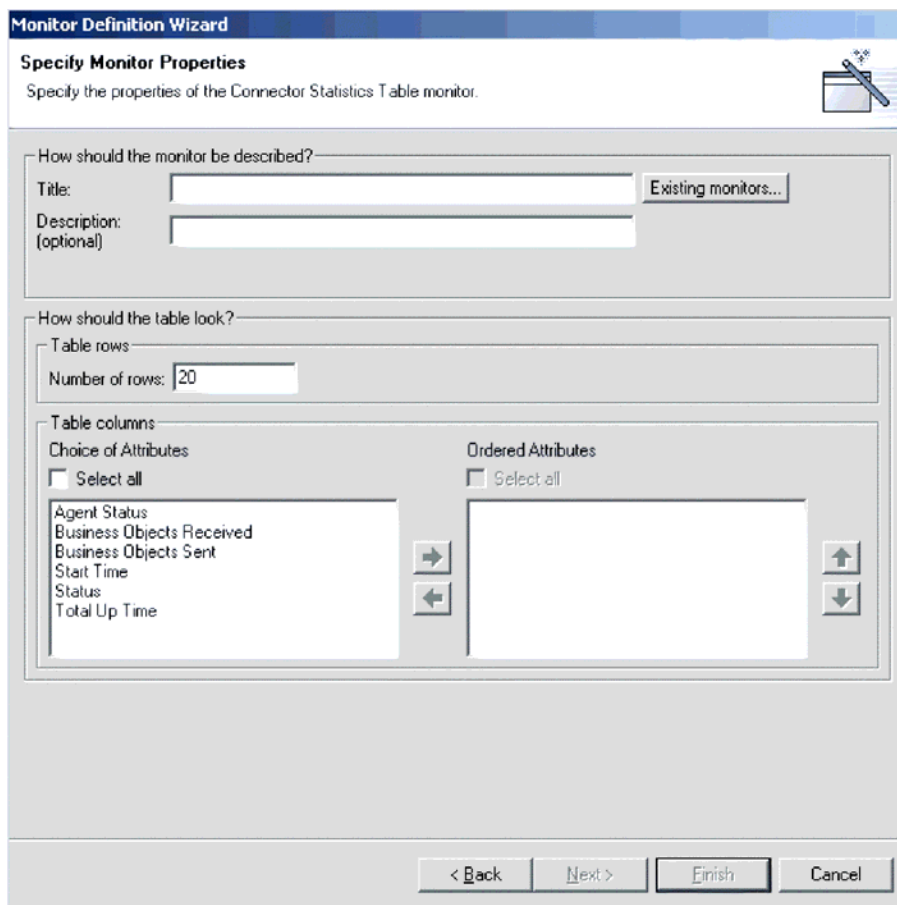 Monitor Definition Wizard
Specify Monitor Properties
Specify the properties of the Connector Statistics Table monitor.
How should the monitor be described?
Title:
Existing monitors...
Description:
(optional)
How should the table look?
Table rows
Number of rows: 20
Table columns
Choice of Attributes
Ordered Attributes
Select all
Select all
Agent Status
Business Objects Received
Business Objects Sent
Start Time
Status
Total Up Time
< Back
Next >
Finish
Cancel